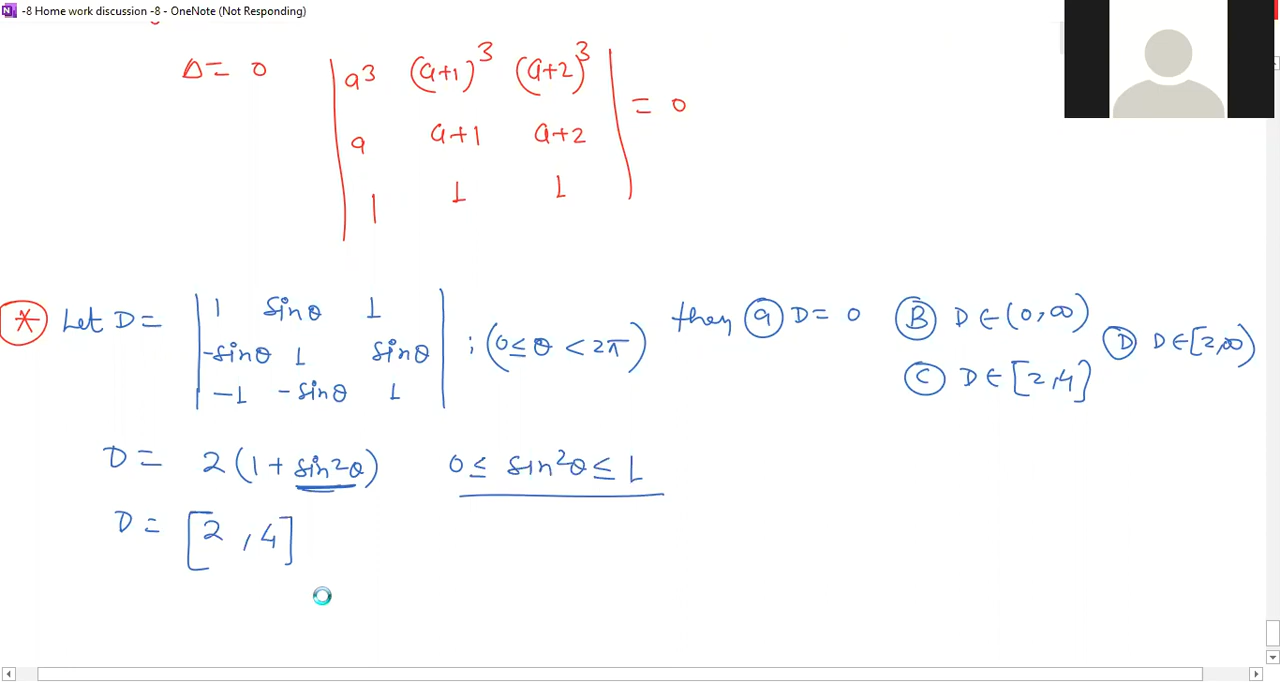 -8 Home work discussion -8 - OneNote (Not Responding)
Δ= 0 | a³ (a+1)³ (a+2)³ | = 0
| a a+1 a+2 |
| 1 1 1 |
* Let D= | 1 sinθ 1 | ; (0≤θ<2π) then (a) D= 0 (B) D∈(0,∞)
| -sinθ 1 sinθ | (C) D∈[2,4] (D) D∈[2,∞)
| -1 -sinθ 1 |
D= 2(1+sin²θ) 0≤ sin²θ≤1
D= [2,4]